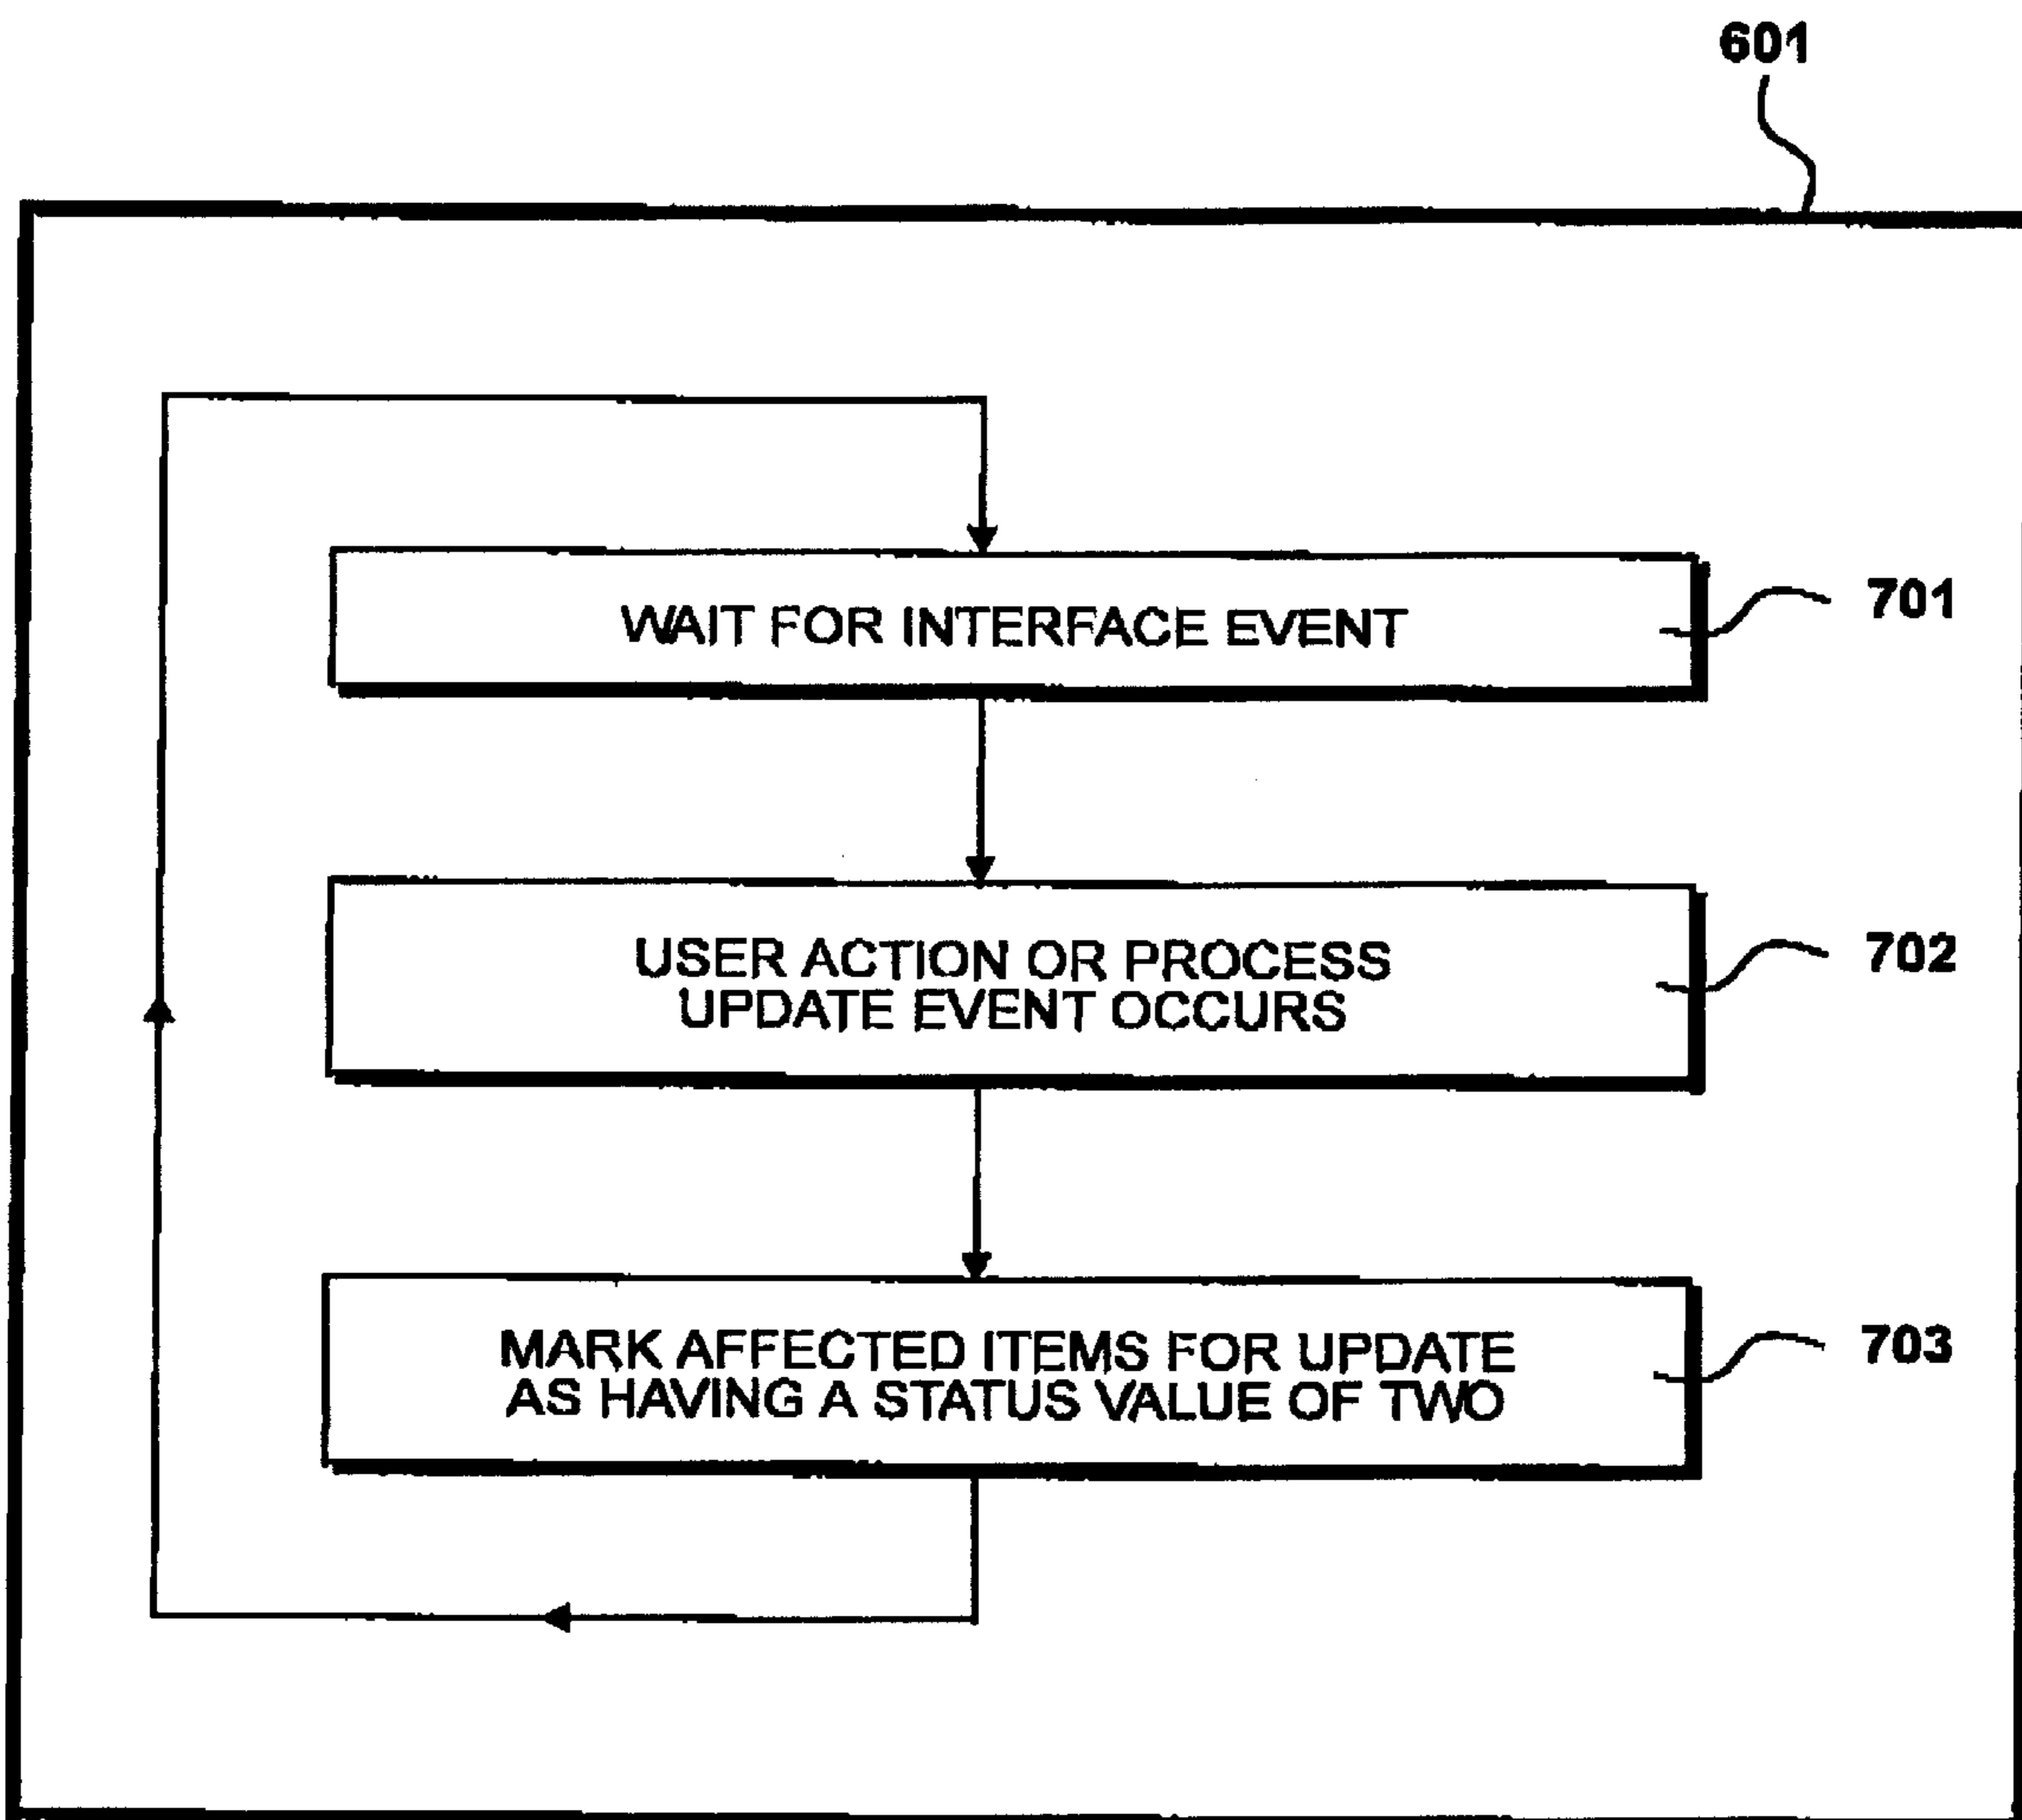 601
WAIT FOR INTERFACE EVENT
701
USER ACTION OR PROCESS
UPDATE EVENT OCCURS
702
MARK AFFECTED ITEMS FOR UPDATE
AS HAVING A STATUS VALUE OF TWO
703